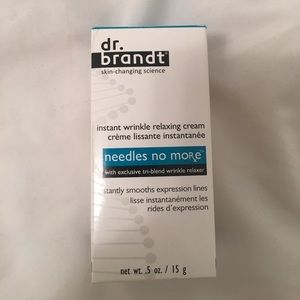 dr.
brandt
skin-changing science
instant wrinkle relaxing cream
crème lissante instantanée
needles no more
with exclusive tri-blend wrinkle relaxer
stantly smooths expression lines
lisse instantanément les
rides d'expression
net wt. .5 oz. / 15 g